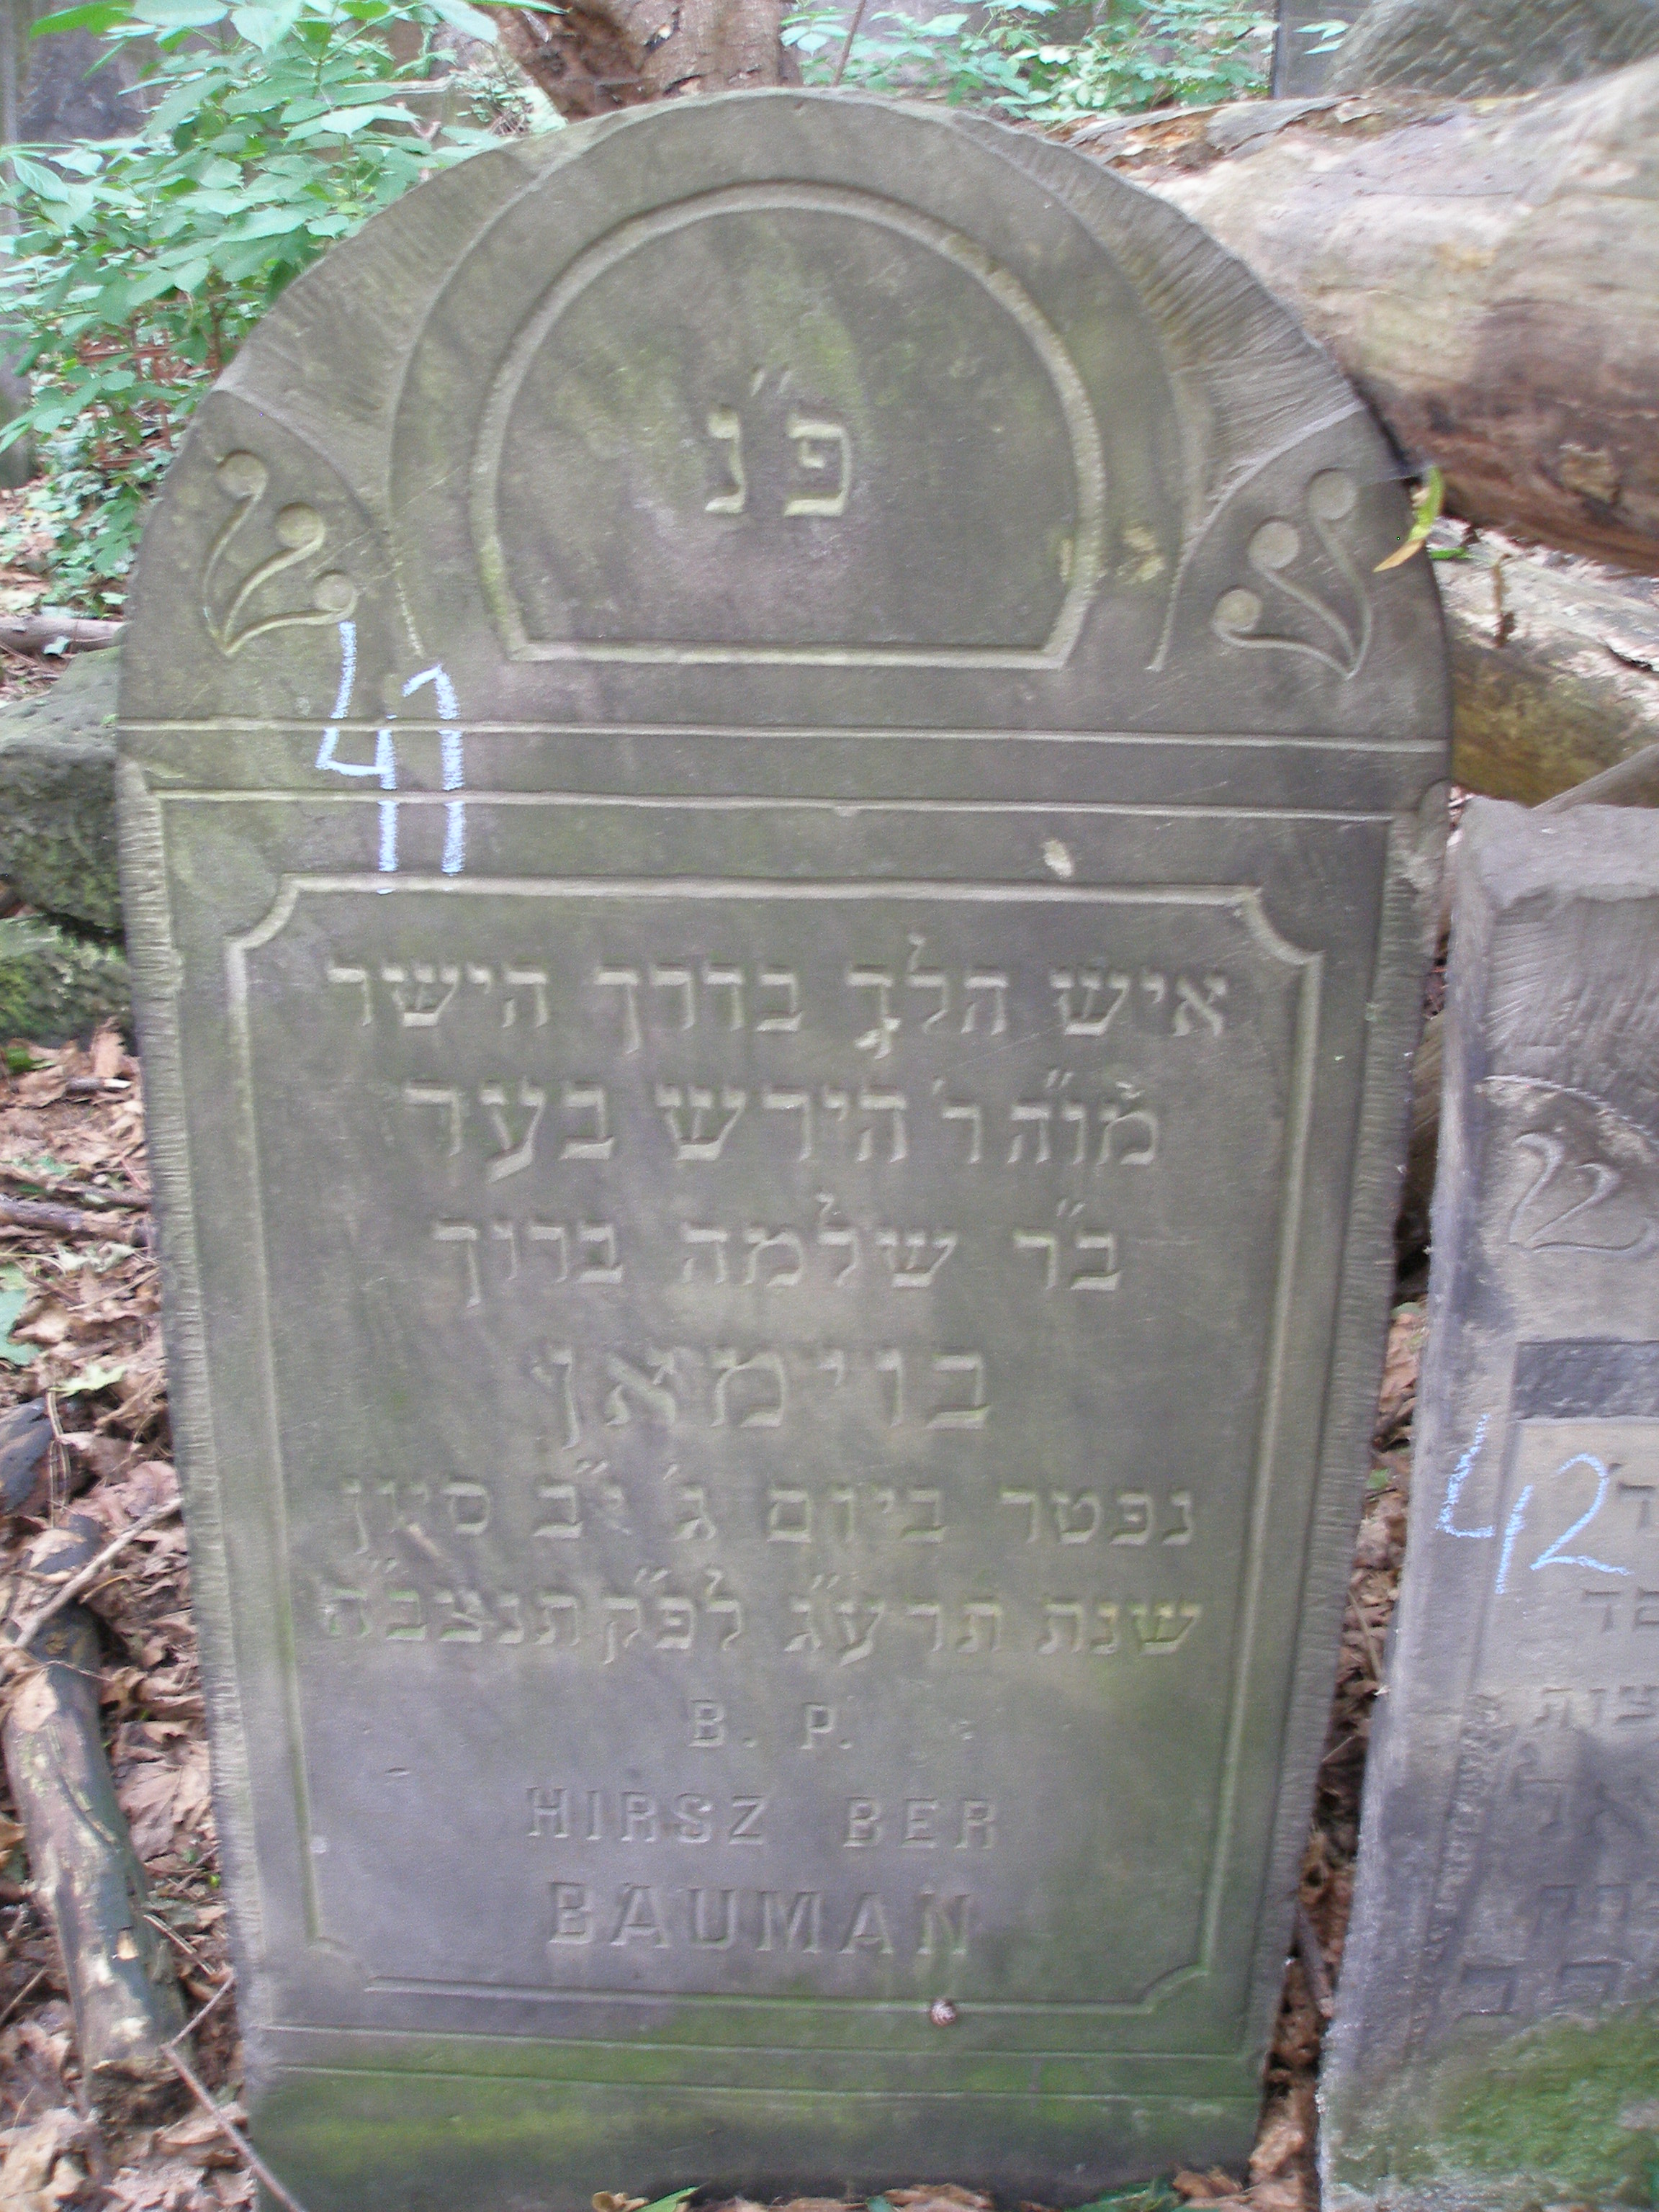 פ״נ
41
איש הלך בדרך הישר
מו״הר ר' הירש בער
ב״ר שלמה ברוך
בוימאן
נפטר ביום ג' י״ב סיון
שנת תרע״ג לפ״ק תנצב״ה
B. P.
HIRSZ BER
BAUMAN
42